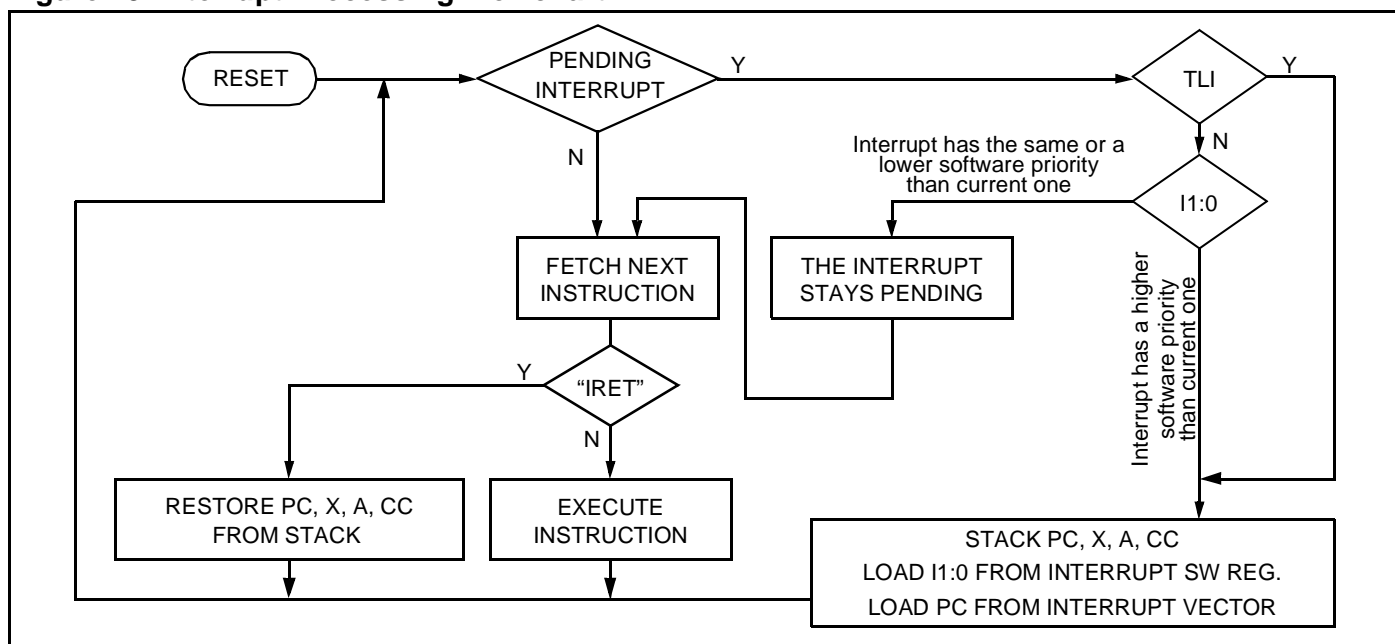 RESET
PENDING
INTERRUPT
Y
TLI
Y
N
Interrupt has the same or a
lower software priority
than current one
N
I1:0
FETCH NEXT
INSTRUCTION
THE INTERRUPT
STAYS PENDING
Interrupt has a higher
software priority
than current one
Y
“IRET”
N
RESTORE PC, X, A, CC
FROM STACK
EXECUTE
INSTRUCTION
STACK PC, X, A, CC
LOAD I1:0 FROM INTERRUPT SW REG.
LOAD PC FROM INTERRUPT VECTOR